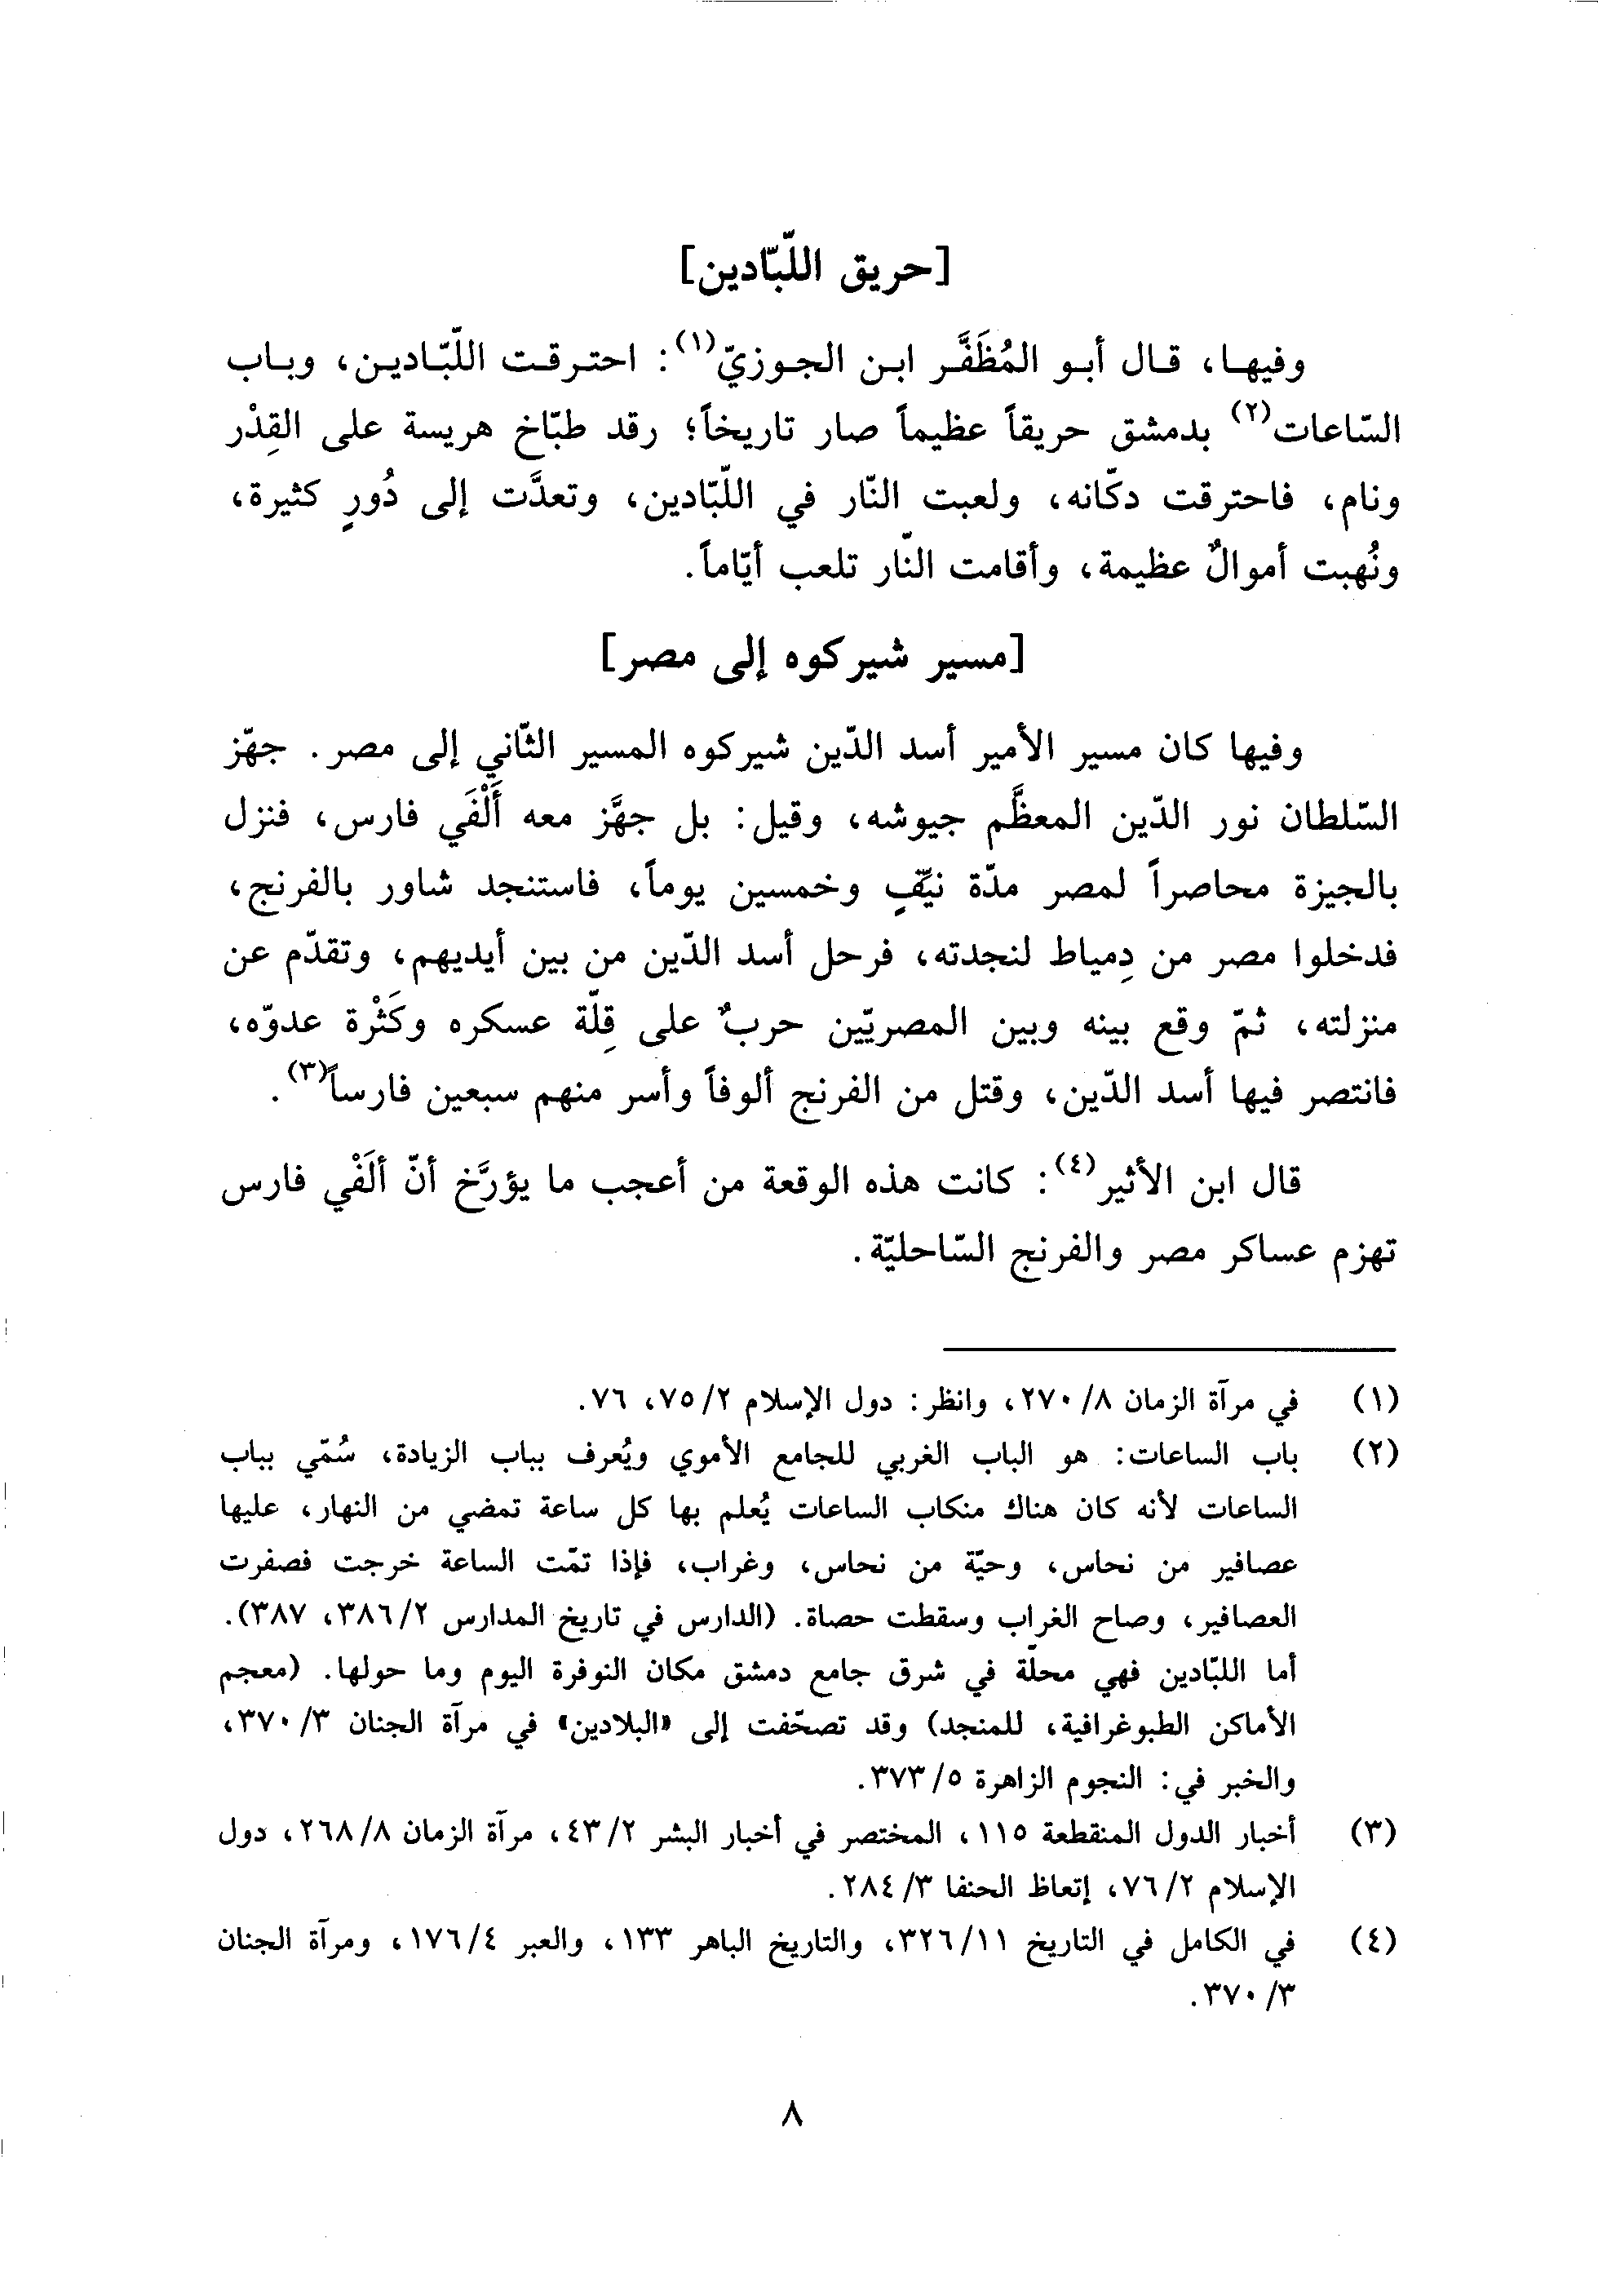 [حريق اللّبّادين]
وفيهـا، قـال أبـو المُظَفَّـر ابـن الجـوزيّ(١): احتـرقـت اللّبّـاديـن، وبـاب
السّاعات(٢) بدمشق حريقاً عظيماً صار تاريخاً؛ رقد طبّاخ هريسة على القِدْر
ونام، فاحترقت دكّانه، ولعبت النّار في اللّبّادين، وتعدَّت إلى دُورٍ كثيرة،
ونُهبت أموالٌ عظيمة، وأقامت النّار تلعب أيّاماً.
[مسير شيركوه إلى مصر]
وفيها كان مسير الأمير أسد الدّين شيركوه المسير الثّاني إلى مصر. جهّز
السّلطان نور الدّين المعظَّم جيوشه، وقيل: بل جهَّز معه أَلْفَي فارس، فنزل
بالجيزة محاصراً لمصر مدّة نيّفٍ وخمسين يوماً، فاستنجد شاور بالفرنج،
فدخلوا مصر من دِمياط لنجدته، فرحل أسد الدّين من بين أيديهم، وتقدّم عن
منزلته، ثمّ وقع بينه وبين المصريّين حربٌ على قِلّة عسكره وكَثْرة عدوّه،
فانتصر فيها أسد الدّين، وقتل من الفرنج ألوفاً وأسر منهم سبعين فارساً(٣).
قال ابن الأثير(٤): كانت هذه الوقعة من أعجب ما يؤرَّخ أنّ ألَفْي فارس
تهزم عساكر مصر والفرنج السّاحليّة.
(١) في مرآة الزمان ٨/ ٢٧٠، وانظر: دول الإسلام ٢/ ٧٥، ٧٦.
(٢) باب الساعات: هو الباب الغربي للجامع الأموي ويُعرف بباب الزيادة، سُمّي بباب
الساعات لأنه كان هناك منكاب الساعات يُعلم بها كل ساعة تمضي من النهار، عليها
عصافير من نحاس، وحيّة من نحاس، وغراب، فإذا تمّت الساعة خرجت فصفرت
العصافير، وصاح الغراب وسقطت حصاة. (الدارس في تاريخ المدارس ٢/ ٣٨٦، ٣٨٧).
أما اللبّادين فهي محلّة في شرق جامع دمشق مكان النوفرة اليوم وما حولها. (معجم
الأماكن الطبوغرافية، للمنجد) وقد تصحّفت إلى «البلادين» في مرآة الجنان ٣/ ٣٧٠،
والخبر في: النجوم الزاهرة ٥/ ٣٧٣.
(٣) أخبار الدول المنقطعة ١١٥، المختصر في أخبار البشر ٢/ ٤٣، مرآة الزمان ٨/ ٢٦٨، دول
الإسلام ٢/ ٧٦، إتعاظ الحنفا ٣/ ٢٨٤.
(٤) في الكامل في التاريخ ١١/ ٣٢٦، والتاريخ الباهر ١٣٣، والعبر ٤/ ١٧٦، ومرآة الجنان
٣/ ٣٧٠.
٨